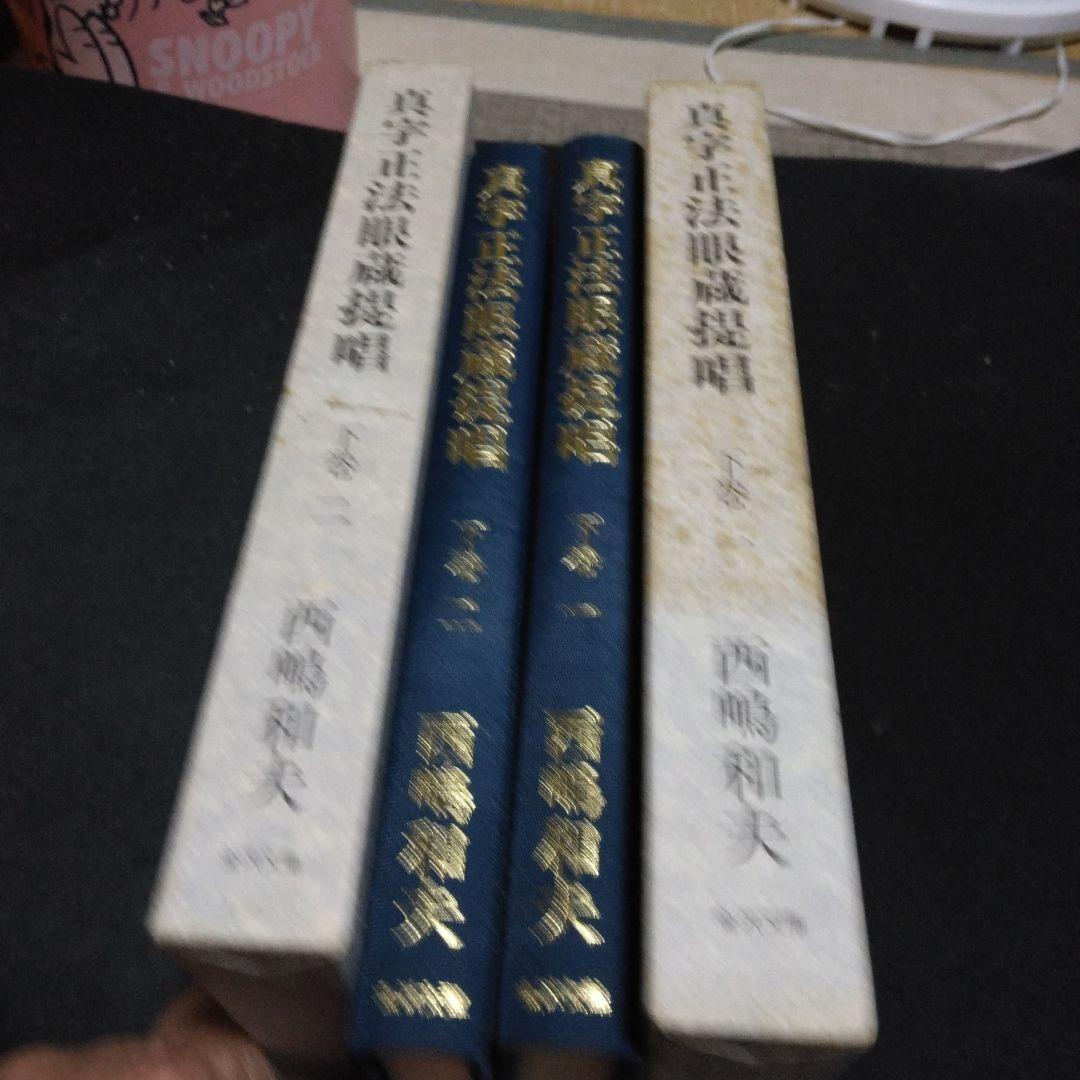 SNOOPY
& WOODSTOCK
真字正法眼蔵提唱 下巻 二 西嶋和夫
真字正法眼蔵提唱 下巻 二 西嶋和夫
真字正法眼蔵提唱 下巻 一 西嶋和夫
真字正法眼蔵提唱 下巻 一 西嶋和夫